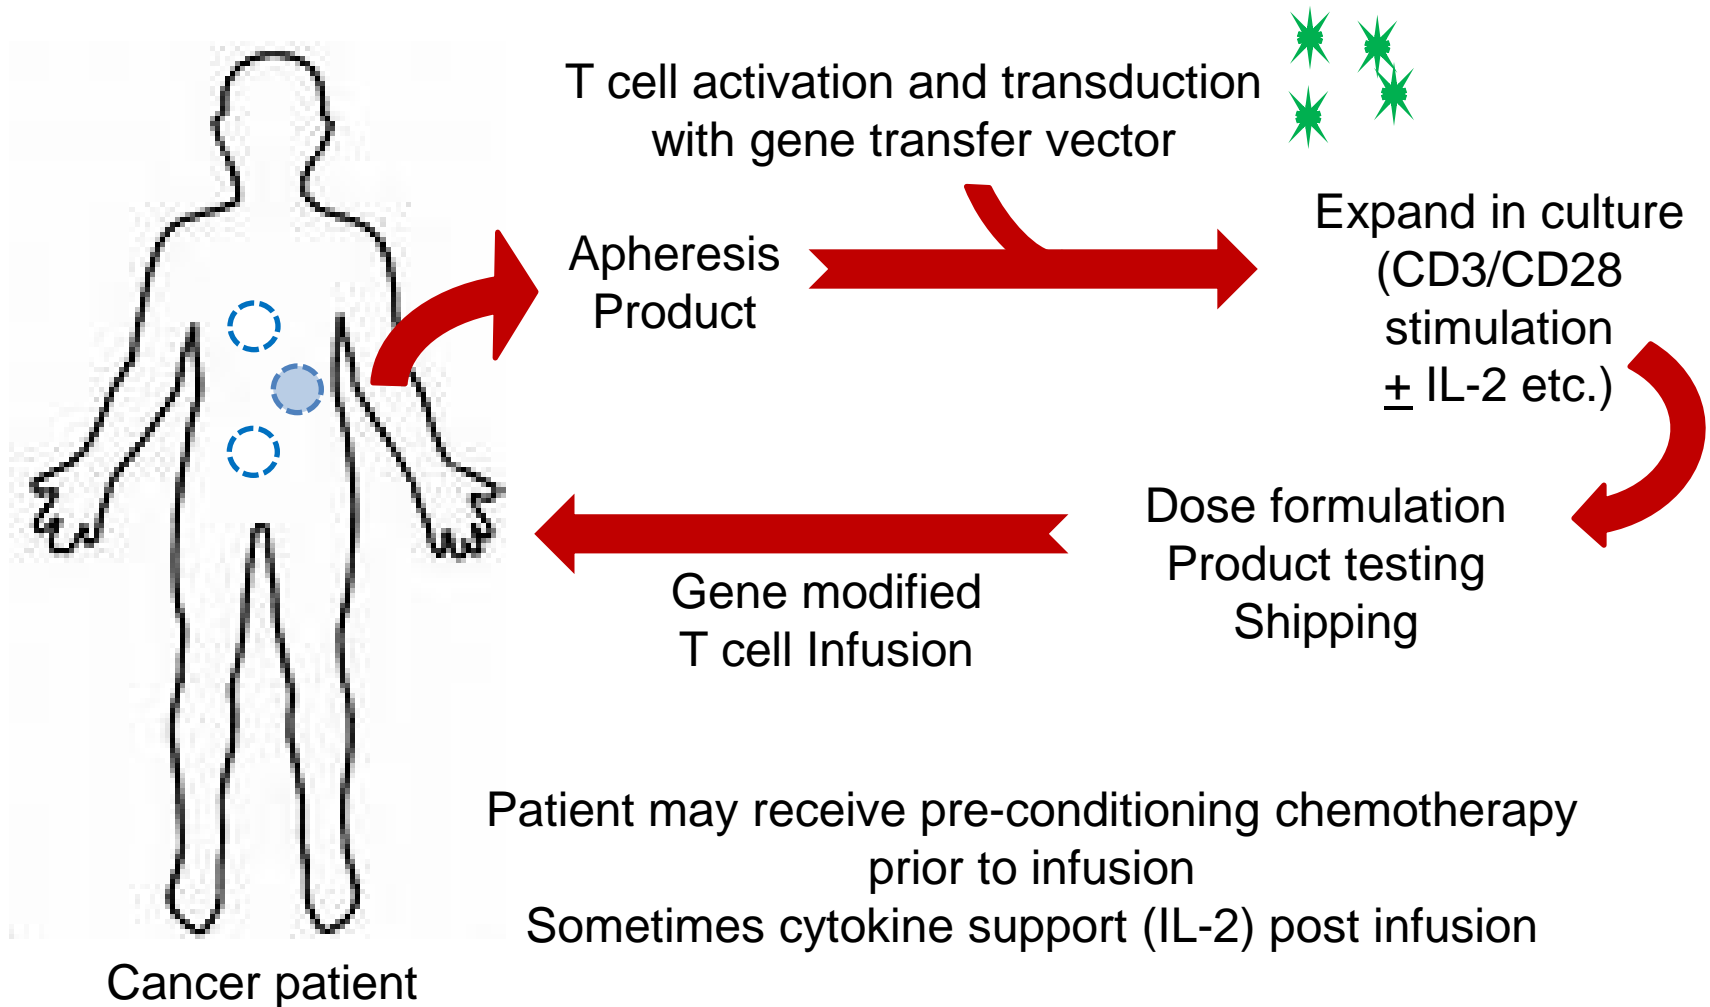 T cell activation and transduction
with gene transfer vector
Apheresis
Product
Expand in culture
(CD3/CD28
stimulation
± IL-2 etc.)
Dose formulation
Product testing
Shipping
Gene modified
T cell Infusion
Patient may receive pre-conditioning chemotherapy
prior to infusion
Sometimes cytokine support (IL-2) post infusion
Cancer patient